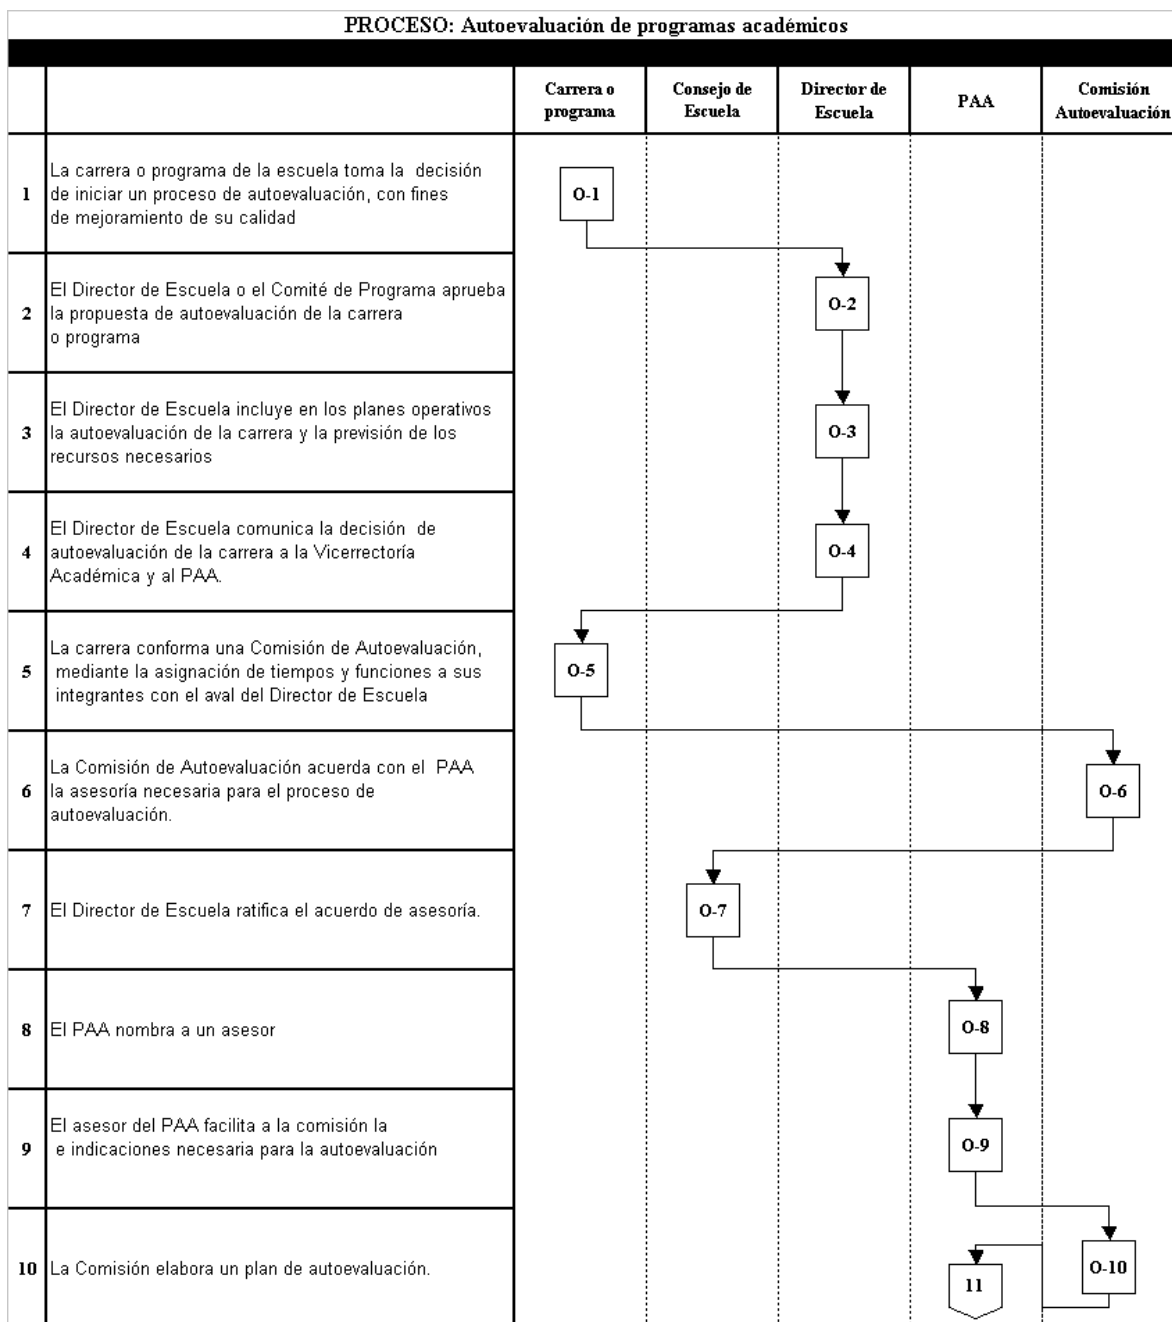 PROCESO: Autoevaluación de programas académicos
Carrera o
programa
Consejo de
Escuela
Director de
Escuela
PAA
Comisión
Autoevaluación
1
La carrera o programa de la escuela toma la decisión
de iniciar un proceso de autoevaluación, con fines
de mejoramiento de su calidad
O-1
2
El Director de Escuela o el Comité de Programa aprueba
la propuesta de autoevaluación de la carrera
o programa
O-2
3
El Director de Escuela incluye en los planes operativos
la autoevaluación de la carrera y la previsión de los
recursos necesarios
O-3
4
El Director de Escuela comunica la decisión de
autoevaluación de la carrera a la Vicerrectoría
Académica y al PAA.
O-4
5
La carrera conforma una Comisión de Autoevaluación,
mediante la asignación de tiempos y funciones a sus
integrantes con el aval del Director de Escuela
O-5
6
La Comisión de Autoevaluación acuerda con el PAA
la asesoría necesaria para el proceso de
autoevaluación.
O-6
7
El Director de Escuela ratifica el acuerdo de asesoría.
O-7
8
El PAA nombra a un asesor
O-8
9
El asesor del PAA facilita a la comisión la
e indicaciones necesaria para la autoevaluación
O-9
10
La Comisión elabora un plan de autoevaluación.
O-10
11